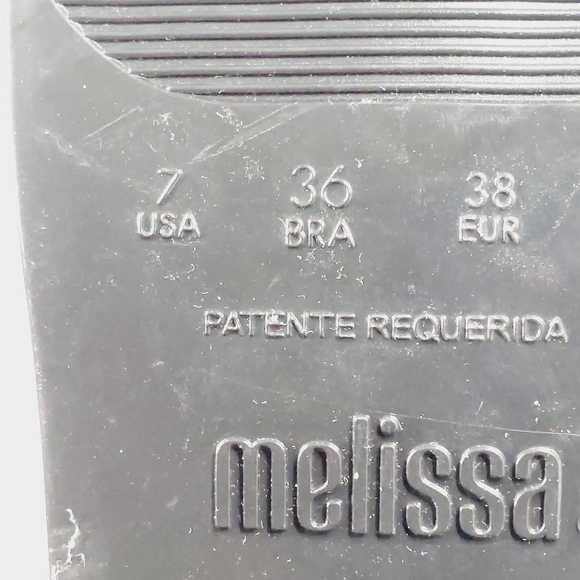 7 36 38
USA BRA EUR
PATENTE REQUERIDA
melissa